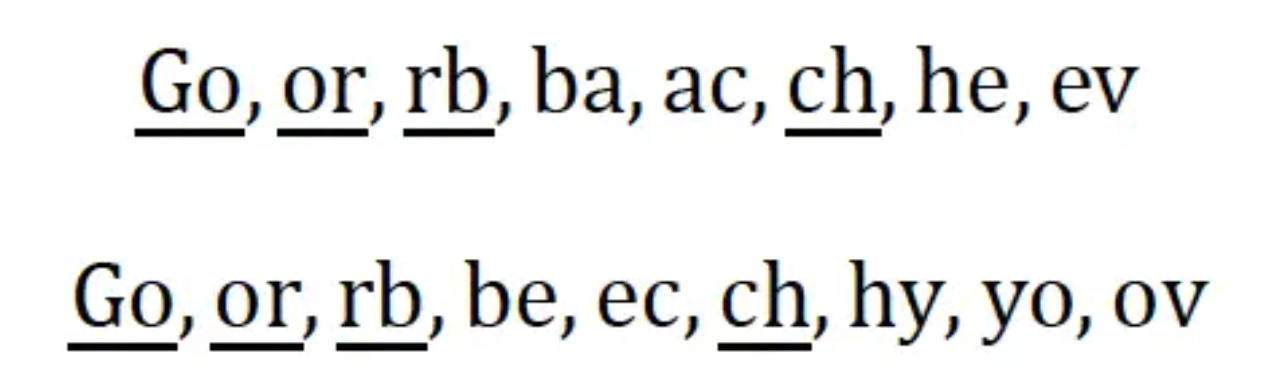 Go, or, rb, ba, ac, ch, he, ev
Go, or, rb, be, ec, ch, hy, yo, ov